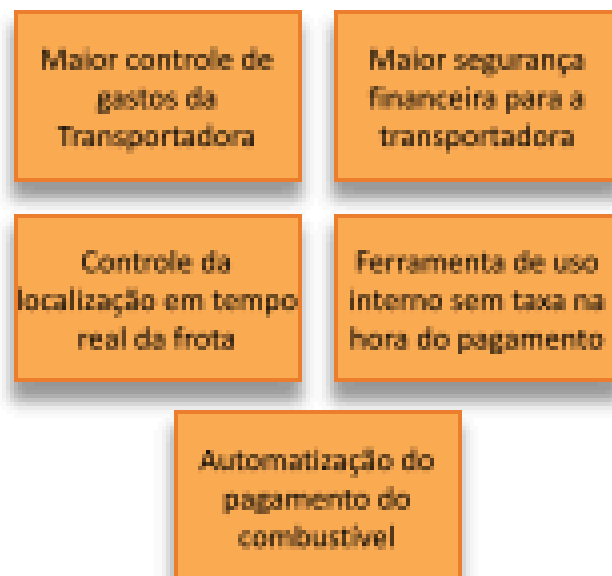 Maior controle de
gastos da
Transportadora
Maior segurança
financeira para a
transportadora
Controle da
localização em tempo
real da frota
Ferramenta de uso
interno sem taxa na
hora do pagamento
Automatização do
pagamento do
combustível